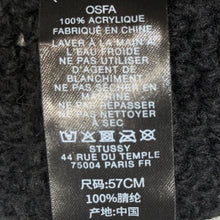 OSFA
100% ACRYLIQUE
FABRIQUÉ EN CHINE
LAVER À LA MAIN À
L'EAU FROIDE
NE PAS UTILISER
D'AGENT DE
BLANCHIMENT
NE PAS SÉCHER EN
MACHINE
NE PAS REPASSER
NE PAS NETTOYER
À SEC
STUSSY
44 RUE DU TEMPLE
75004 PARIS FR
尺码:57CM
100%腈纶
产地:中国